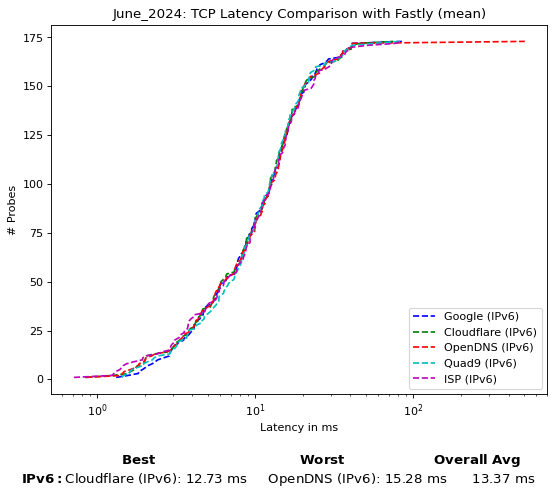 June_2024: TCP Latency Comparison with Fastly (mean)
175
150
125
100
75
50
25
0
# Probes
Google (IPv6)
Cloudflare (IPv6)
OpenDNS (IPv6)
Quad9 (IPv6)
ISP (IPv6)
10⁰ 10¹ 10²
Latency in ms
Best Worst Overall Avg
IPv6: Cloudflare (IPv6): 12.73 ms OpenDNS (IPv6): 15.28 ms 13.37 ms